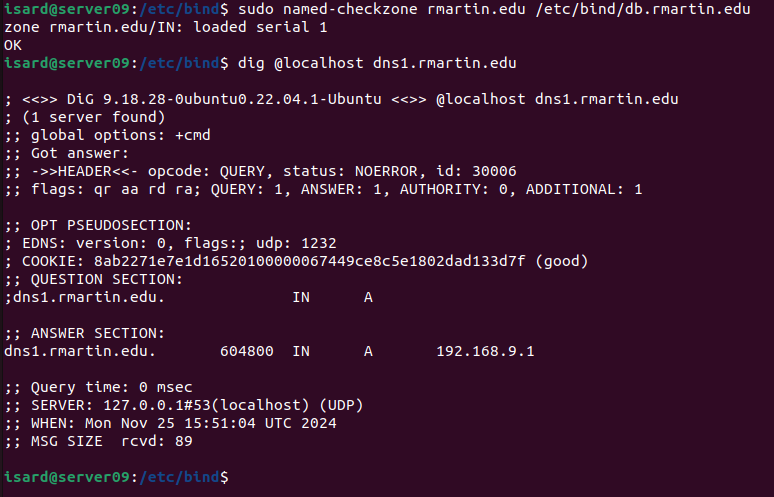 isard@server09:/etc/bind$ sudo named-checkzone rmartin.edu /etc/bind/db.rmartin.edu
zone rmartin.edu/IN: loaded serial 1
OK
isard@server09:/etc/bind$ dig @localhost dns1.rmartin.edu
; <<>> DiG 9.18.28-0ubuntu0.22.04.1-Ubuntu <<>> @localhost dns1.rmartin.edu
; (1 server found)
;; global options: +cmd
;; Got answer:
;; ->>HEADER<<- opcode: QUERY, status: NOERROR, id: 30006
;; flags: qr aa rd ra; QUERY: 1, ANSWER: 1, AUTHORITY: 0, ADDITIONAL: 1
;; OPT PSEUDOSECTION:
; EDNS: version: 0, flags:; udp: 1232
; COOKIE: 8ab2271e7e1d16520100000067449ce8c5e1802dad133d7f (good)
;; QUESTION SECTION:
;dns1.rmartin.edu. IN A
;; ANSWER SECTION:
dns1.rmartin.edu. 604800 IN A 192.168.9.1
;; Query time: 0 msec
;; SERVER: 127.0.0.1#53(localhost) (UDP)
;; WHEN: Mon Nov 25 15:51:04 UTC 2024
;; MSG SIZE rcvd: 89
isard@server09:/etc/bind$